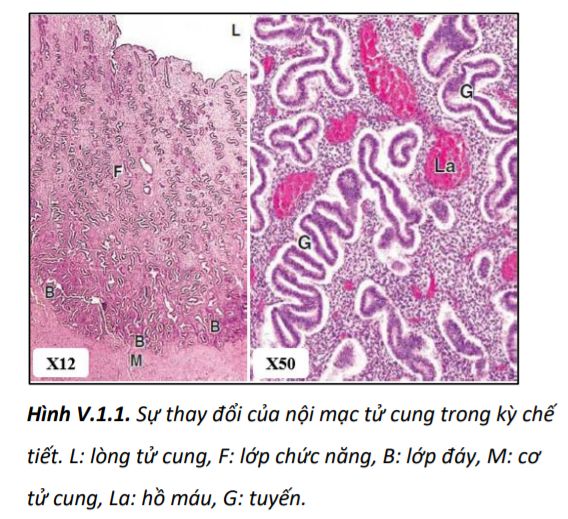 L
F
B
B
B
M
X12
G
La
G
X50
Hình V.1.1. Sự thay đổi của nội mạc tử cung trong kỳ chế
tiết. L: lòng tử cung, F: lớp chức năng, B: lớp đáy, M: cơ
tử cung, La: hồ máu, G: tuyến.